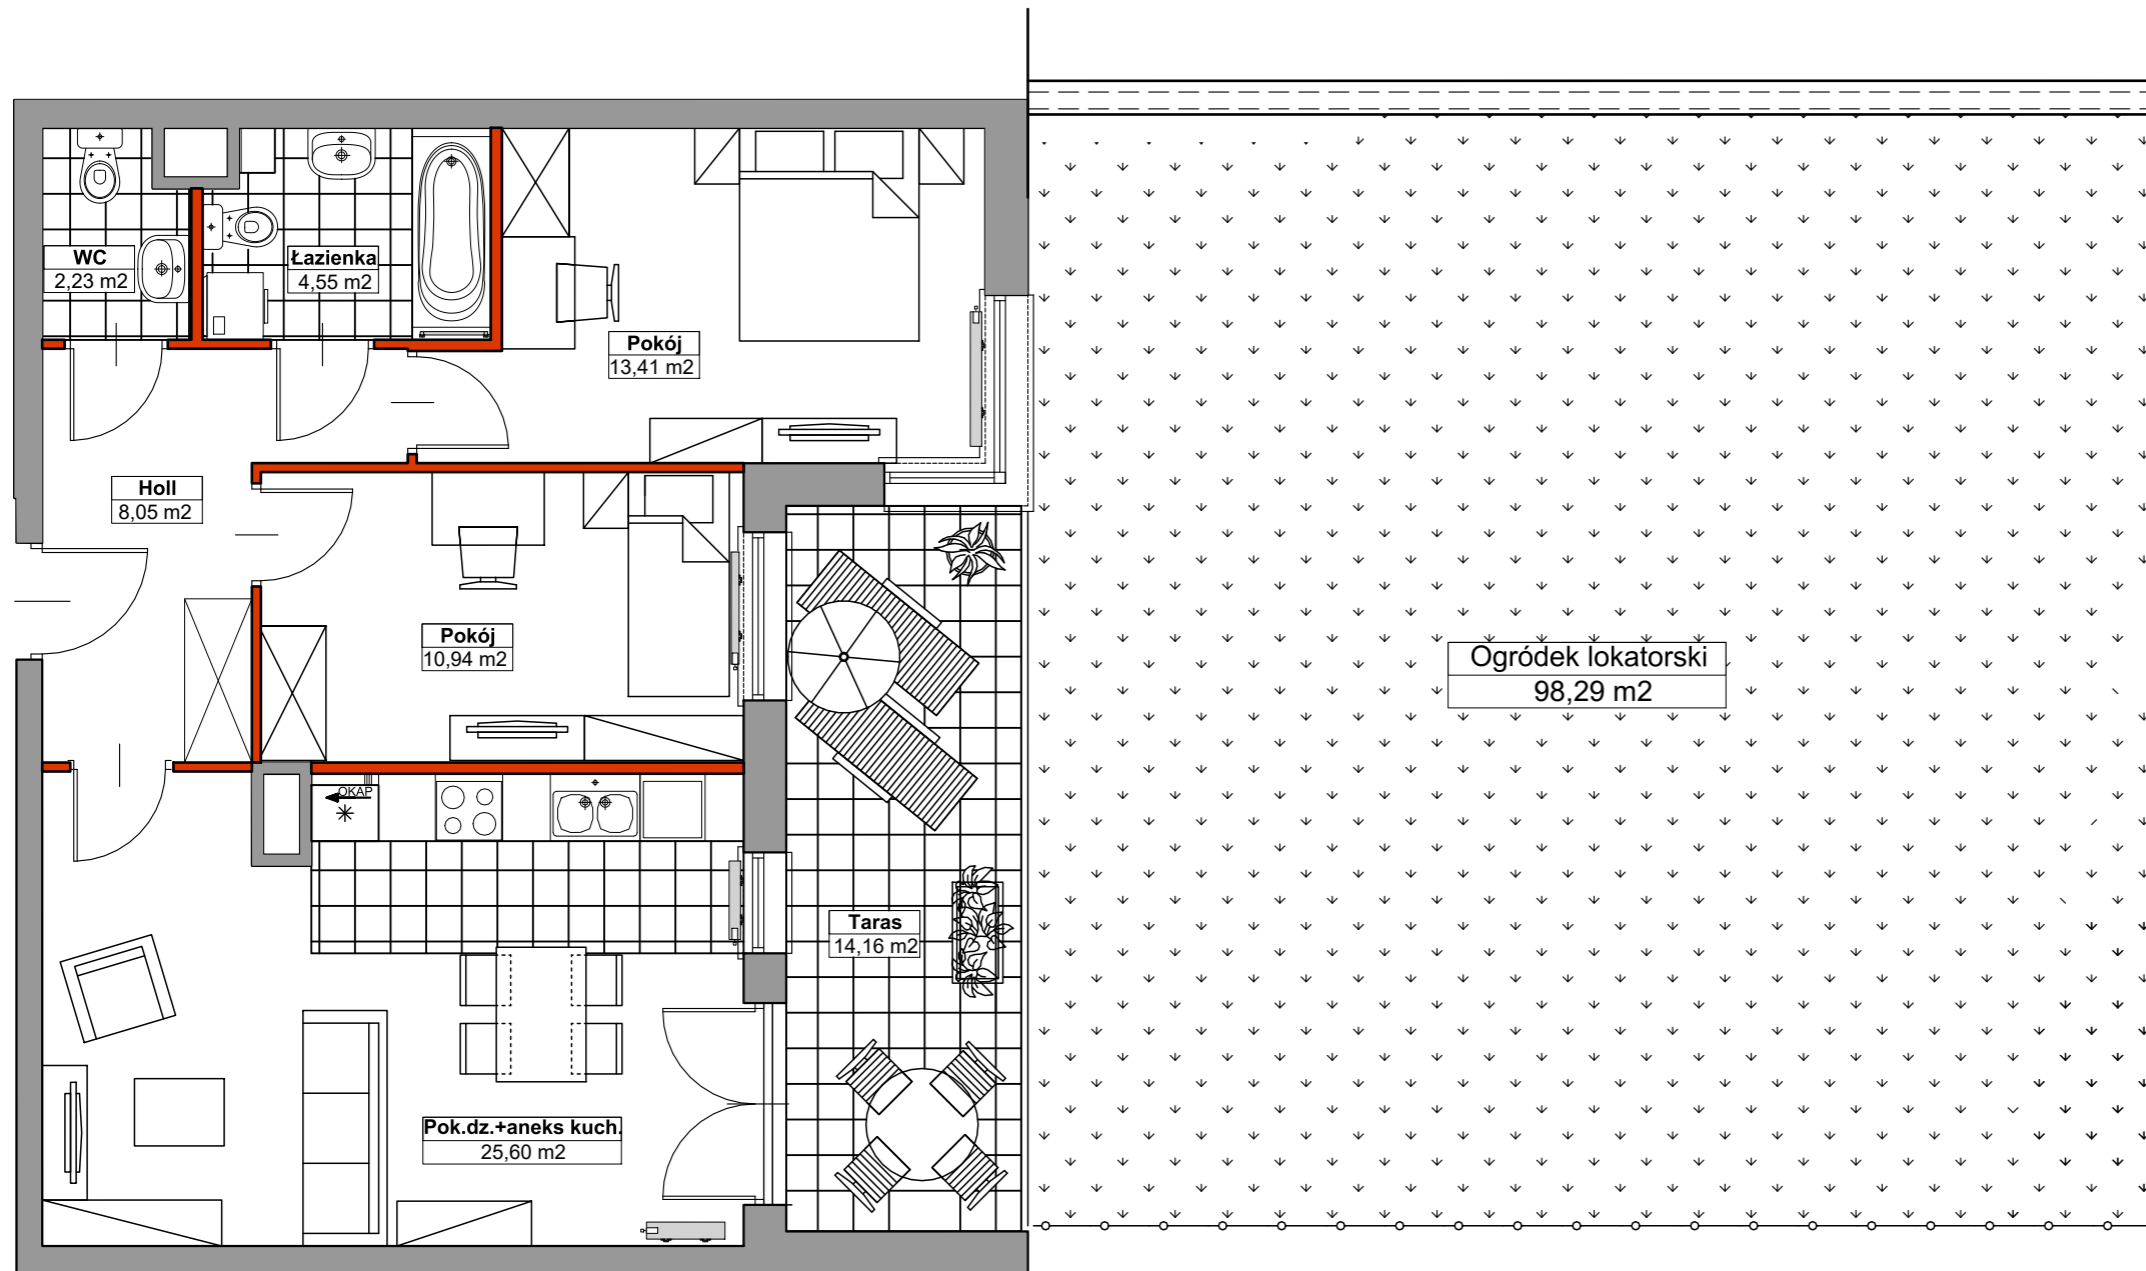 WC
2,23 m2
Łazienka
4,55 m2
Pokój
13,41 m2
Holl
8,05 m2
Pokój
10,94 m2
Ogródek lokatorski
98,29 m2
OKAP
Taras
14,16 m2
Pok.dz.+aneks kuch.
25,60 m2